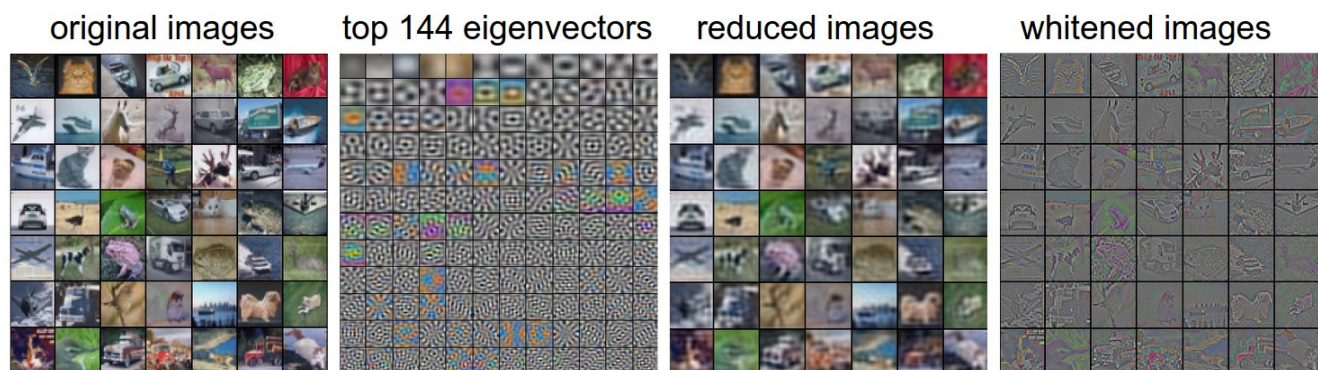 original images
top 144 eigenvectors
reduced images
whitened images